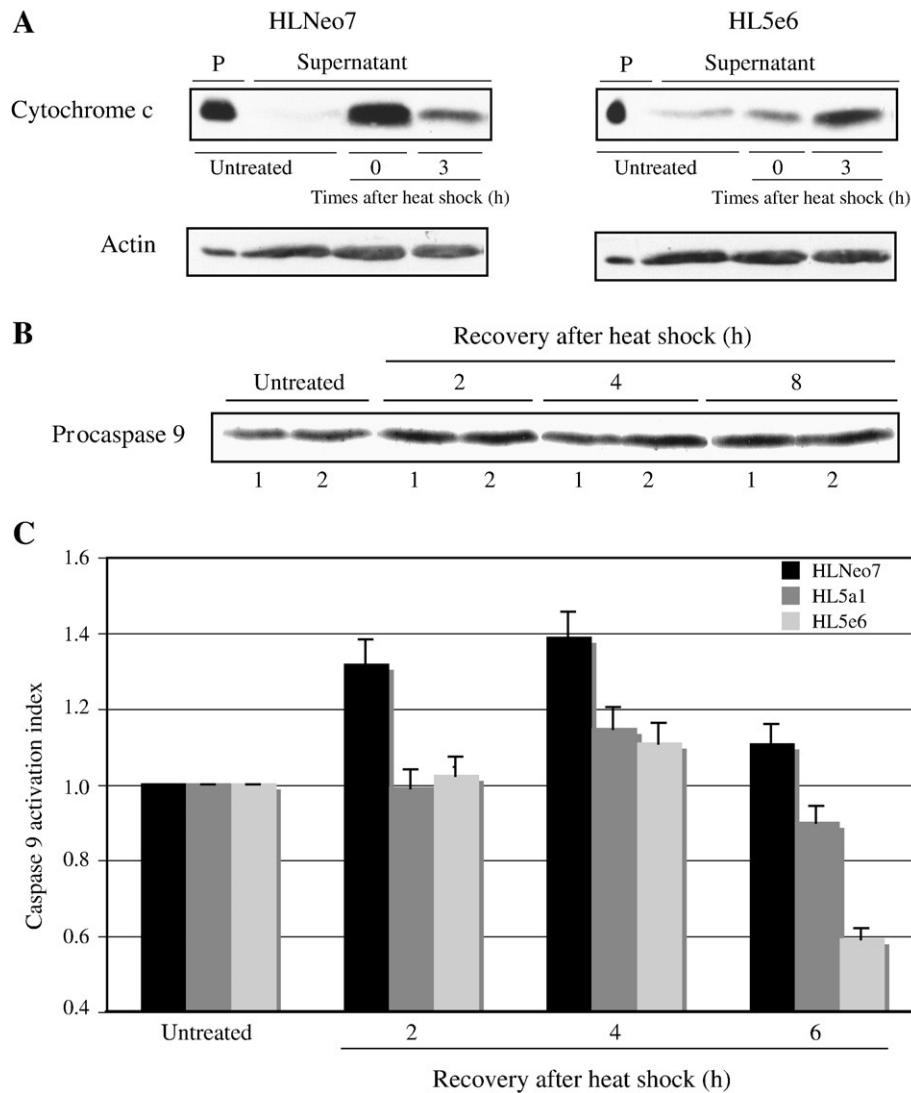 A
HLNeo7
HL5e6
P Supernatant
P Supernatant
Cytochrome c
Untreated 0 3
Untreated 0 3
Times after heat shock (h)
Times after heat shock (h)
Actin
B
Recovery after heat shock (h)
Untreated 2 4 8
Procaspase 9
1 2 1 2 1 2 1 2
C
Caspase 9 activation index
1.6
1.4
1.2
1.0
0.8
0.6
0.4
HLNeo7
HL5a1
HL5e6
Untreated 2 4 6
Recovery after heat shock (h)